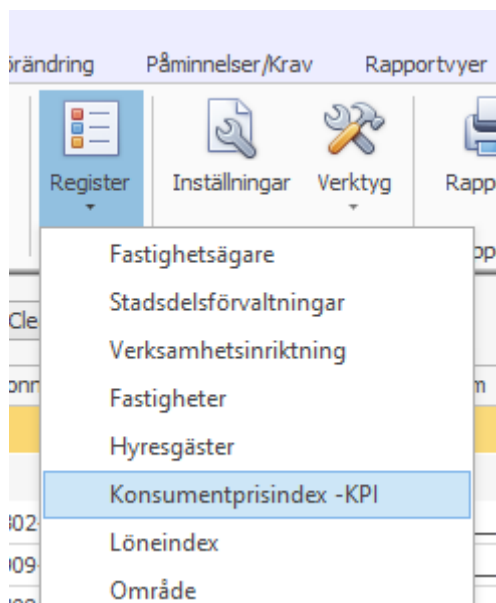 Påminnelser/Krav
Rapportvyer
Register
Inställningar
Verktyg
Fastighetsägare
Stadsdelsförvaltningar
Verksamhetsinriktning
Fastigheter
Hyresgäster
Konsumentprisindex -KPI
Löneindex
Område